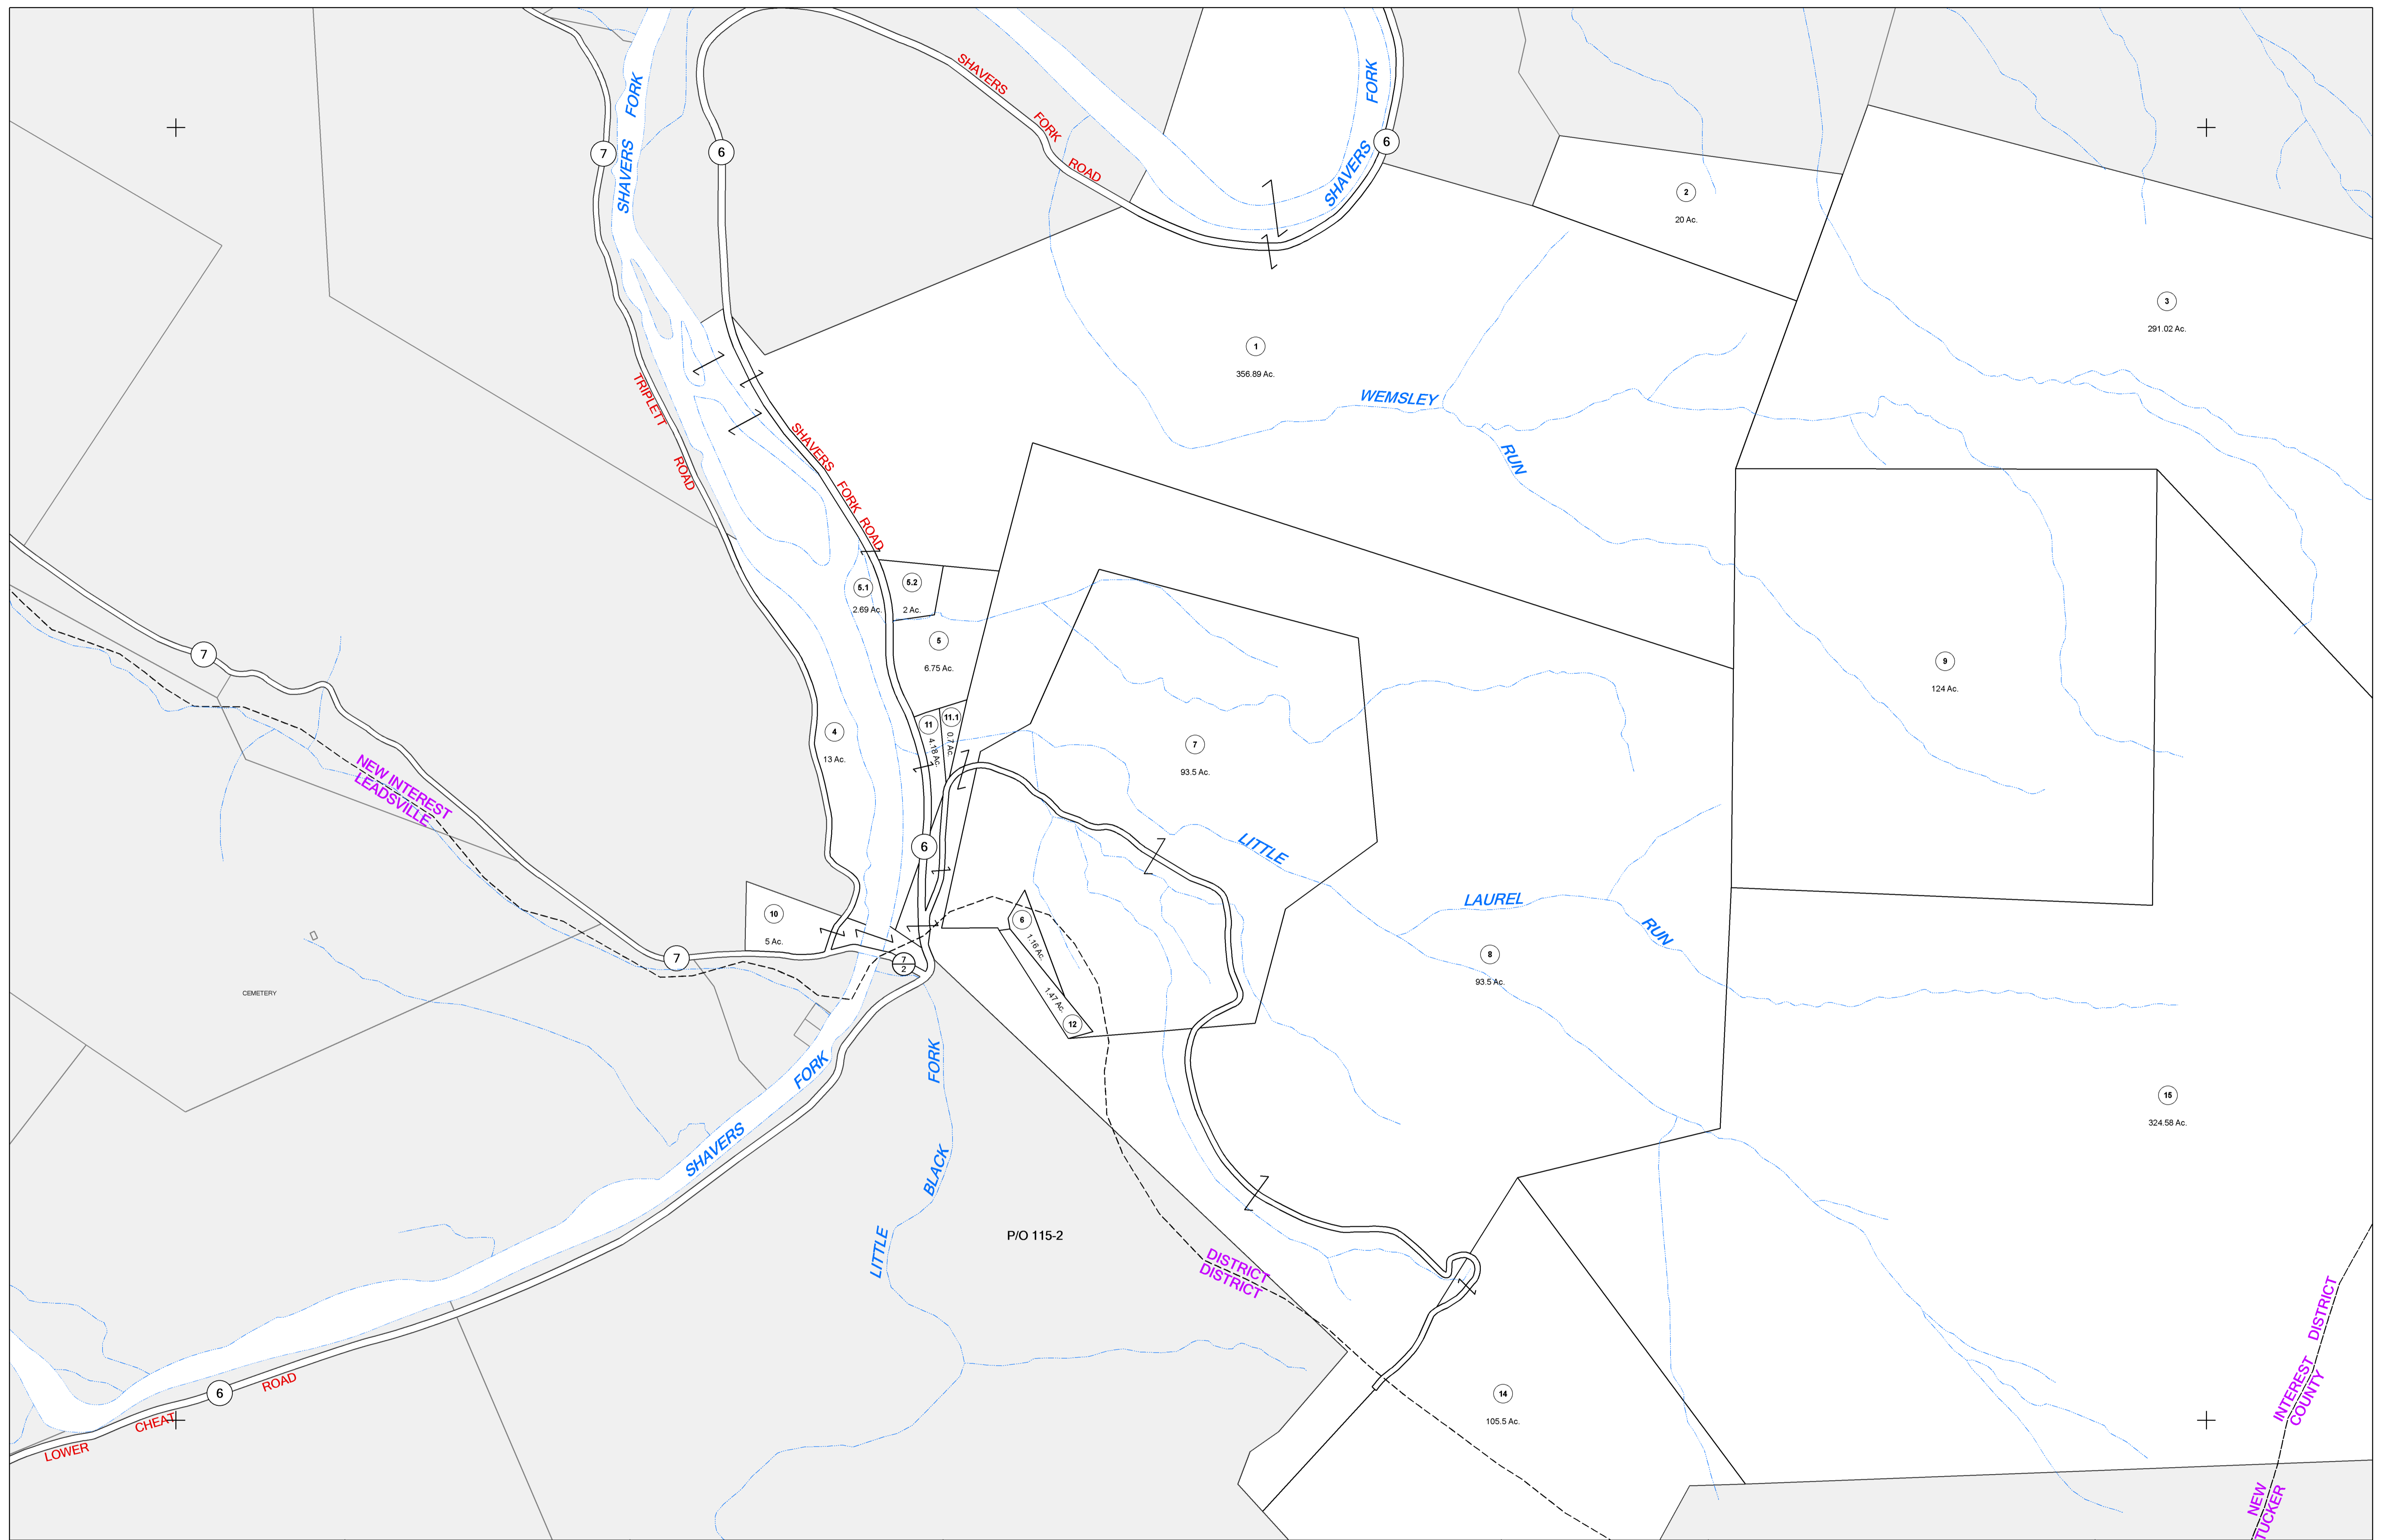 SHAVERS FORK
SHAVERS FORK ROAD
SHAVERS FORK
7
6
6
2
20 Ac.
3
291.02 Ac.
1
356.89 Ac.
TRIPLETT ROAD
WEMSLEY RUN
SHAVERS FORK ROAD
5.1
2.69 Ac.
5.2
2 Ac.
5
6.75 Ac.
7
9
124 Ac.
11
4.18 Ac.
11.1
0.7 Ac.
4
13 Ac.
7
93.5 Ac.
NEW INTEREST
LEADSVILLE
6
LITTLE LAUREL RUN
10
5 Ac.
6
1.16 Ac.
7
7
2
8
93.5 Ac.
CEMETERY
1.47 Ac.
12
SHAVERS FORK
LITTLE BLACK FORK
15
324.58 Ac.
P/O 115-2
DISTRICT
DISTRICT
6
14
105.5 Ac.
LOWER CHEAT ROAD
NEW INTEREST DISTRICT
TUCKER COUNTY